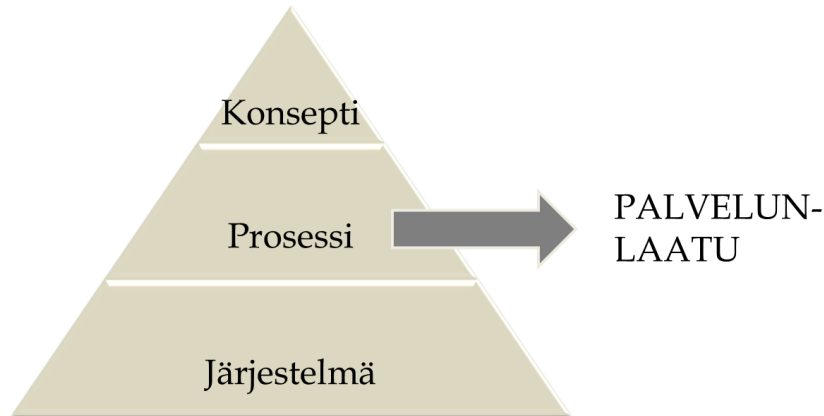 Konsepti
Prosessi
PALVELUN-
LAATU
Järjestelmä